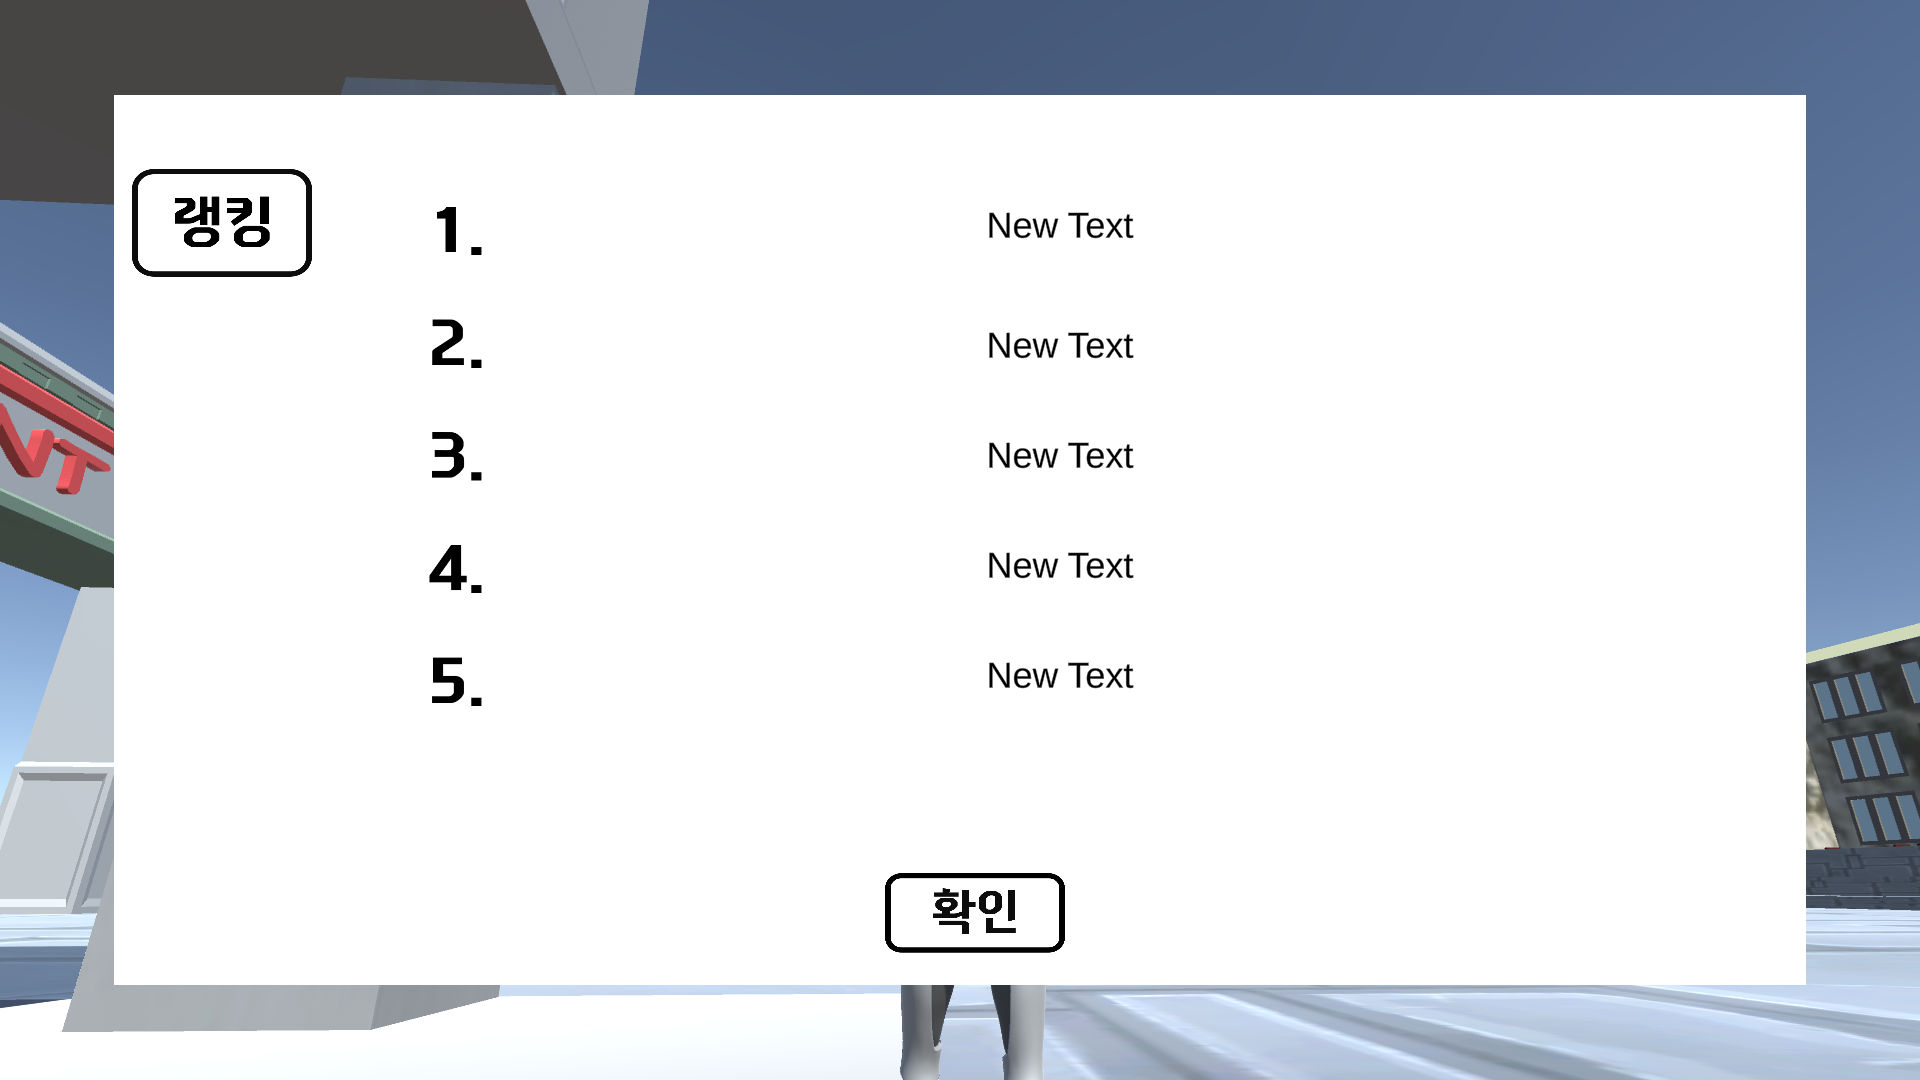 랭킹
1. New Text
2. New Text
3. New Text
4. New Text
5. New Text
확인
NT